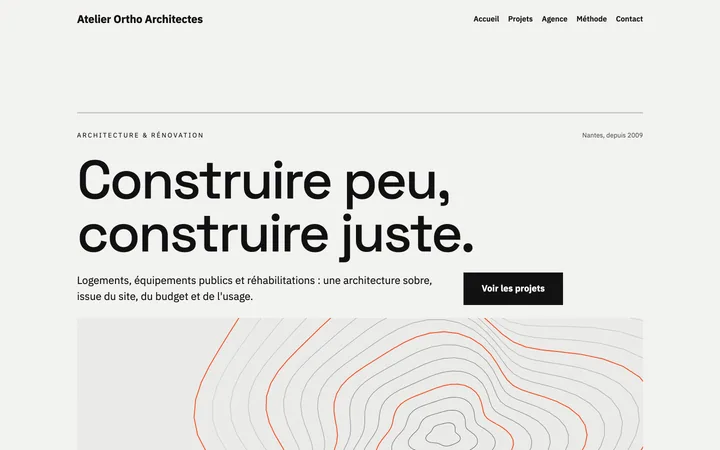 Atelier Ortho Architectes
Accueil Projets Agence Méthode Contact
ARCHITECTURE & RÉNOVATION
Nantes, depuis 2009
Construire peu,
construire juste.
Logements, équipements publics et réhabilitations : une architecture sobre,
issue du site, du budget et de l'usage.
Voir les projets